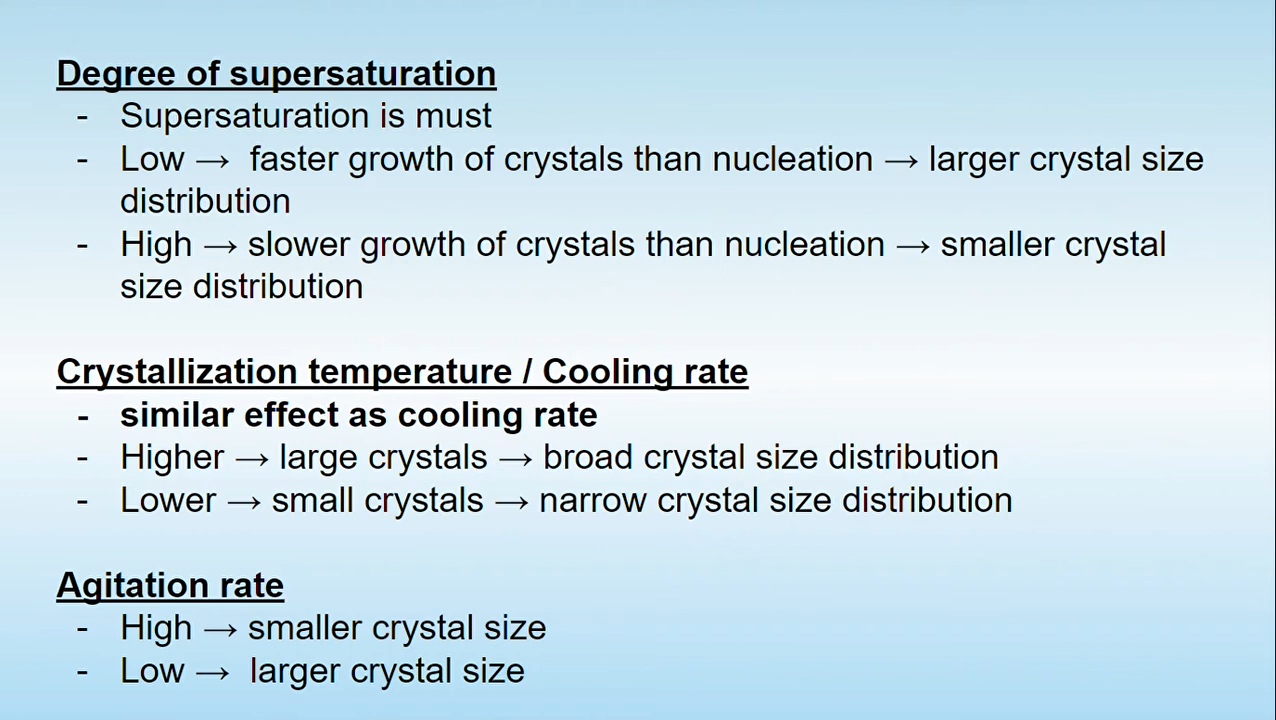 Degree of supersaturation
- Supersaturation is must
- Low → faster growth of crystals than nucleation → larger crystal size
distribution
- High → slower growth of crystals than nucleation → smaller crystal
size distribution
Crystallization temperature / Cooling rate
- similar effect as cooling rate
- Higher → large crystals → broad crystal size distribution
- Lower → small crystals → narrow crystal size distribution
Agitation rate
- High → smaller crystal size
- Low → larger crystal size